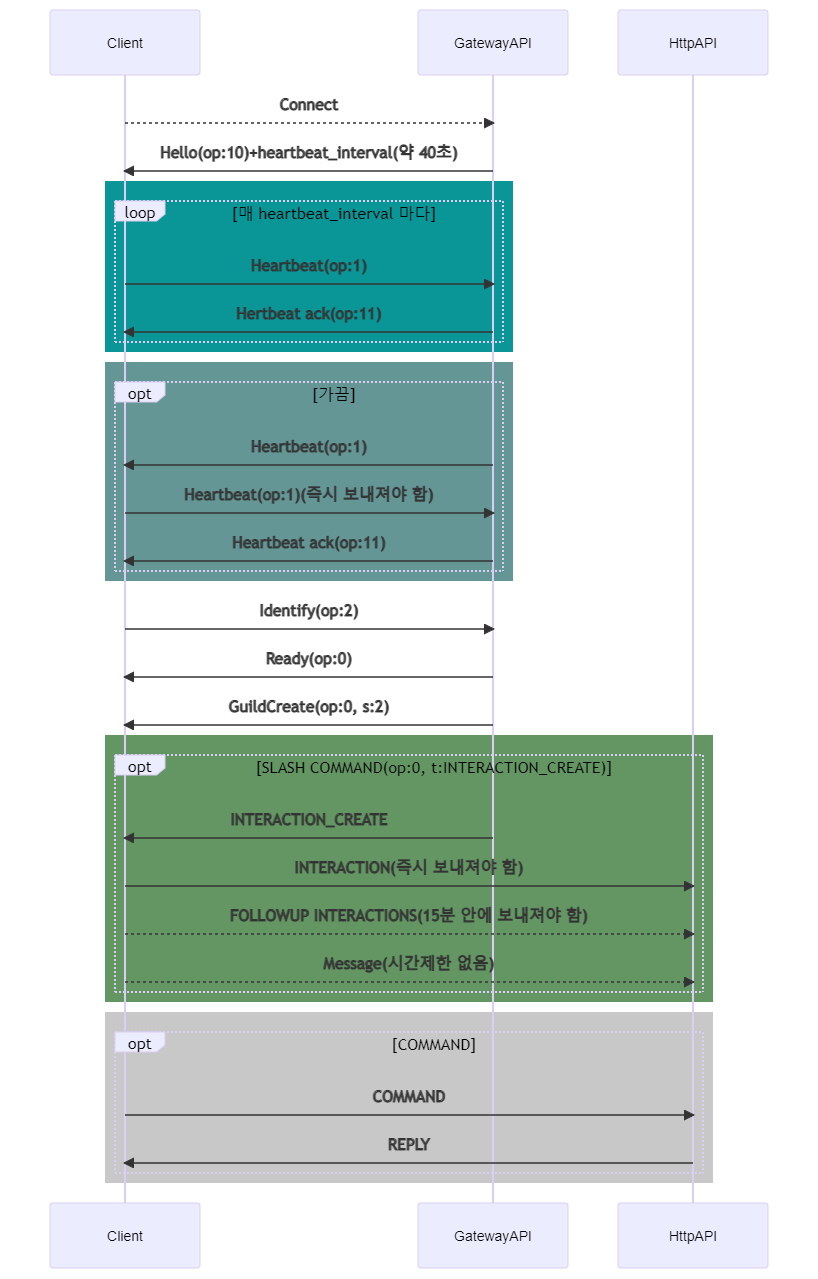 Client GatewayAPI HttpAPI
Connect
Hello(op:10)+heartbeat_interval(약 40초)
loop [매 heartbeat_interval 마다]
Heartbeat(op:1)
Hertbeat ack(op:11)
opt [가끔]
Heartbeat(op:1)
Heartbeat(op:1)(즉시 보내져야 함)
Heartbeat ack(op:11)
Identify(op:2)
Ready(op:0)
GuildCreate(op:0, s:2)
opt [SLASH COMMAND(op:0, t:INTERACTION_CREATE)]
INTERACTION_CREATE
INTERACTION(즉시 보내져야 함)
FOLLOWUP INTERACTIONS(15분 안에 보내져야 함)
Message(시간제한 없음)
opt [COMMAND]
COMMAND
REPLY
Client GatewayAPI HttpAPI